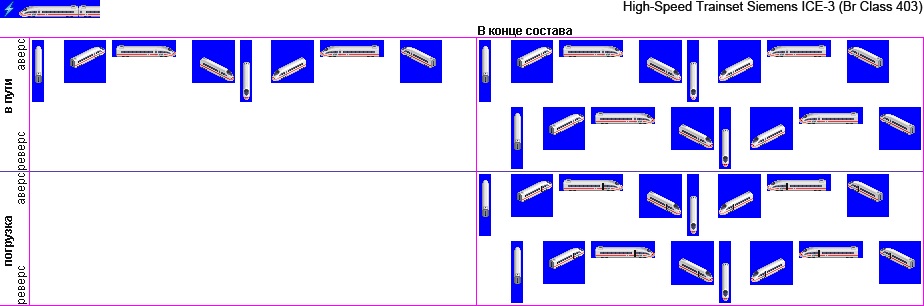 High-Speed Trainset Siemens ICE-3 (Br Class 403)
В конце состава
в пути
аверс
реверс
погрузка
аверс
реверс